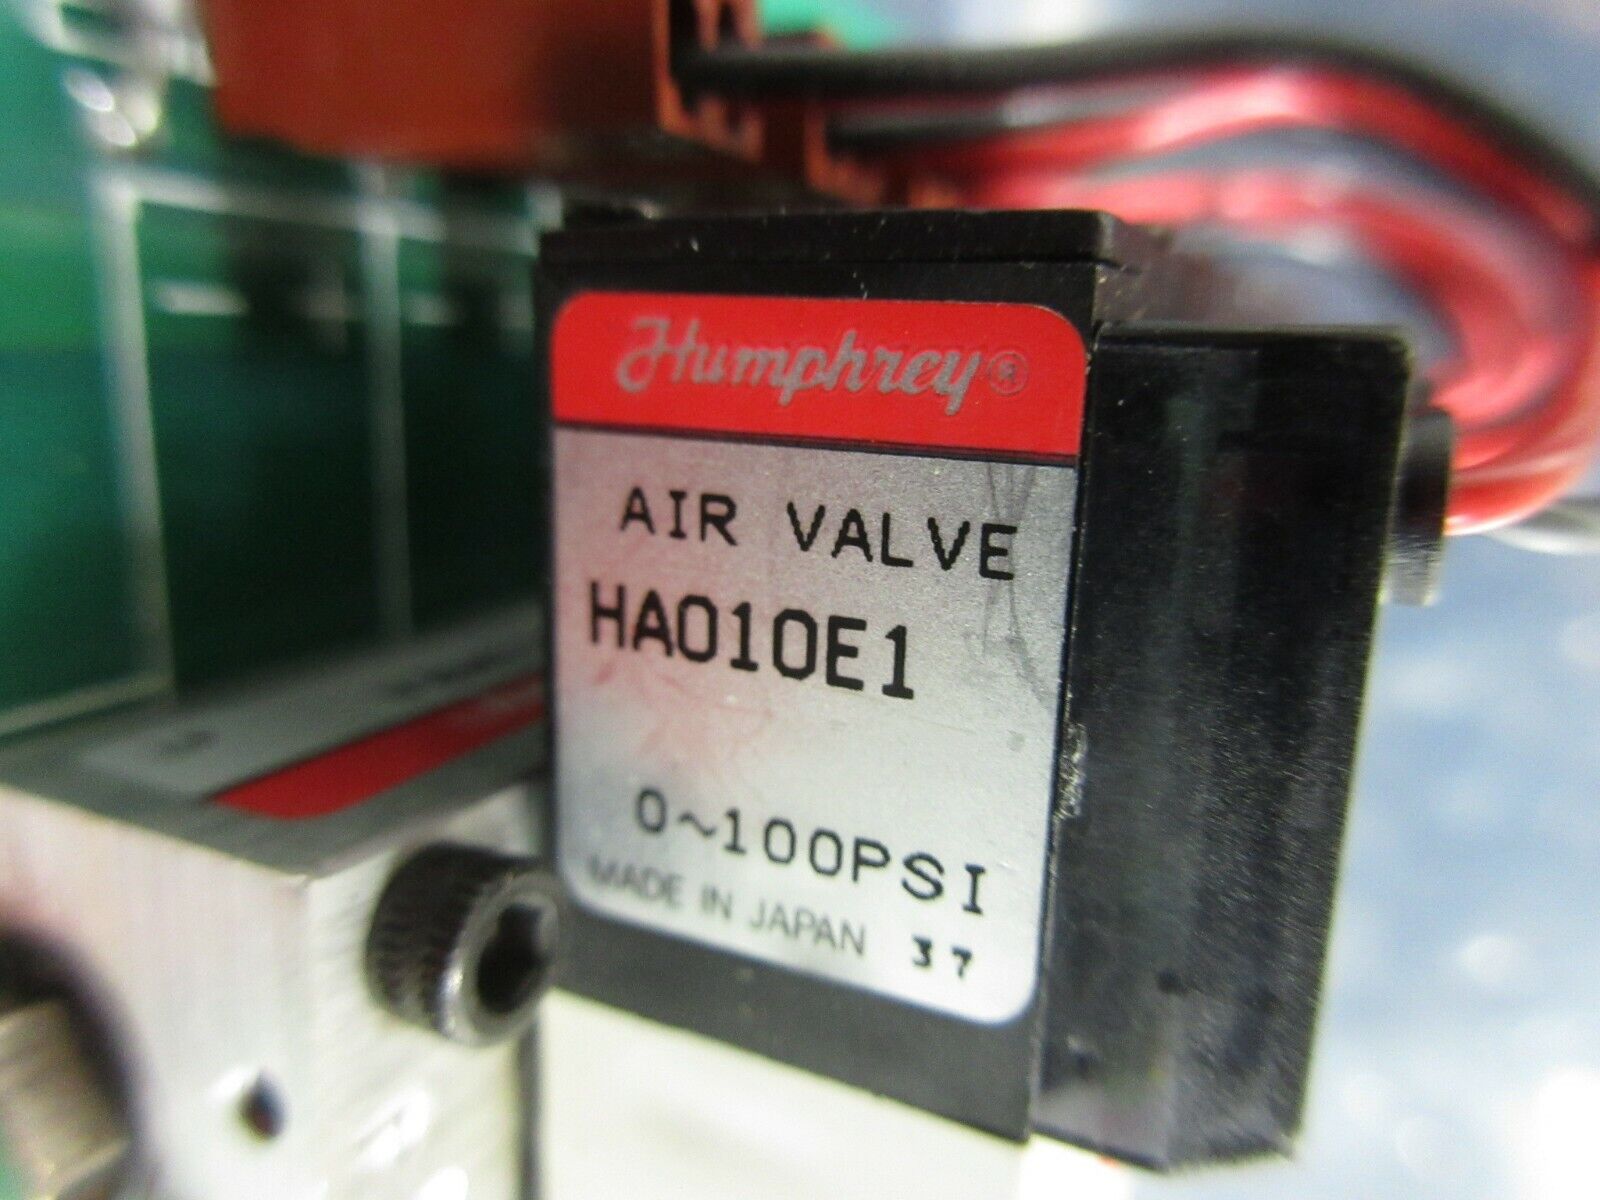 Humphrey®
AIR VALVE
HA010E1
0~100PSI
MADE IN JAPAN 37